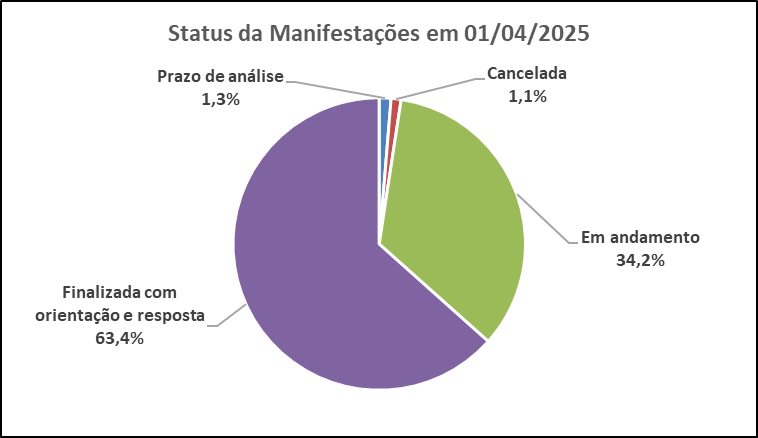 Status da Manifestações em 01/04/2025
Prazo de análise
1,3%
Cancelada
1,1%
Em andamento
34,2%
Finalizada com
orientação e resposta
63,4%